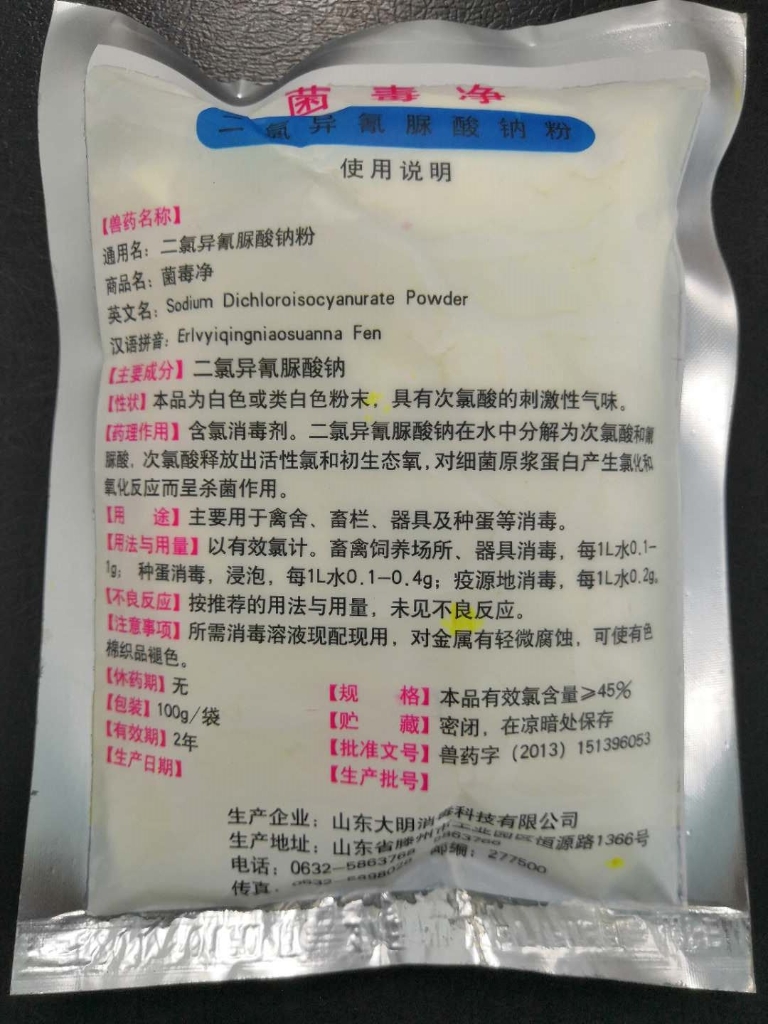 菌毒净
二氯异氰脲酸钠粉
使用说明
【兽药名称】
通用名：二氯异氰脲酸钠粉
商品名：菌毒净
英文名：Sodium Dichloroisocyanurate Powder
汉语拼音：Erlvyiqingniaosuanna Fen
【主要成分】二氯异氰脲酸钠
【性状】本品为白色或类白色粉末，具有次氯酸的刺激性气味。
【药理作用】含氯消毒剂。二氯异氰脲酸钠在水中分解为次氯酸和氰
脲酸，次氯酸释放出活性氯和初生态氧，对细菌原浆蛋白产生氯化和
氧化反应而呈杀菌作用。
【用 途】主要用于禽舍、畜栏、器具及种蛋等消毒。
【用法与用量】以有效氯计。畜禽饲养场所、器具消毒，每1L水0.1-
1g；种蛋消毒，浸泡，每1L水0.1-0.4g；疫源地消毒，每1L水0.2g。
【不良反应】按推荐的用法与用量，未见不良反应。
【注意事项】所需消毒溶液现配现用，对金属有轻微腐蚀，可使有色
棉织品褪色。
【休药期】无
【包装】100g/袋
【有效期】2年
【生产日期】
【规 格】本品有效氯含量≥45%
【贮 藏】密闭，在凉暗处保存
【批准文号】兽药字（2013）151396053
【生产批号】
生产企业：山东大明消毒科技有限公司
生产地址：山东省滕州市工业园区恒源路1366号
电话：0632-5863766 5863766 邮编：277500
传真：0632-